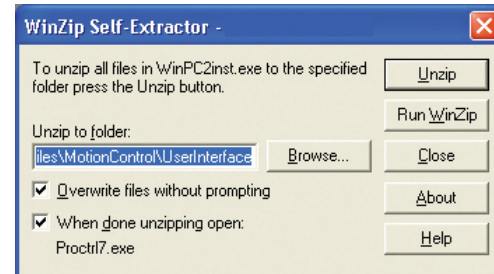 WinZip Self-Extractor -
To unzip all files in WinPC2inst.exe to the specified
folder press the Unzip button.
Unzip to folder:
iles\MotionControl\UserInterface
Browse...
Overwrite files without prompting
When done unzipping open:
Proctrl7.exe
Unzip
Run WinZip
Close
About
Help